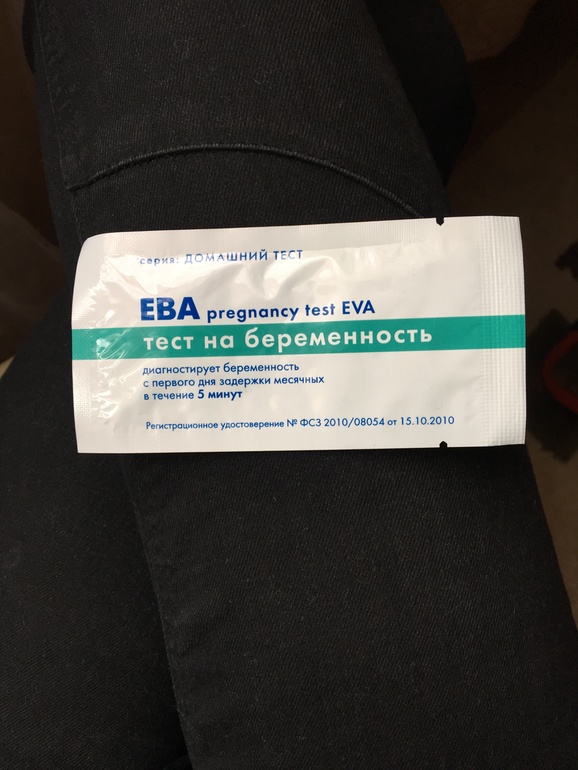 серия: ДОМАШНИЙ ТЕСТ
ЕВА pregnancy test EVA
тест на беременность
диагностирует беременность
с первого дня задержки месячных
в течение 5 минут
Регистрационное удостоверение № ФСЗ 2010/08054 от 15.10.2010